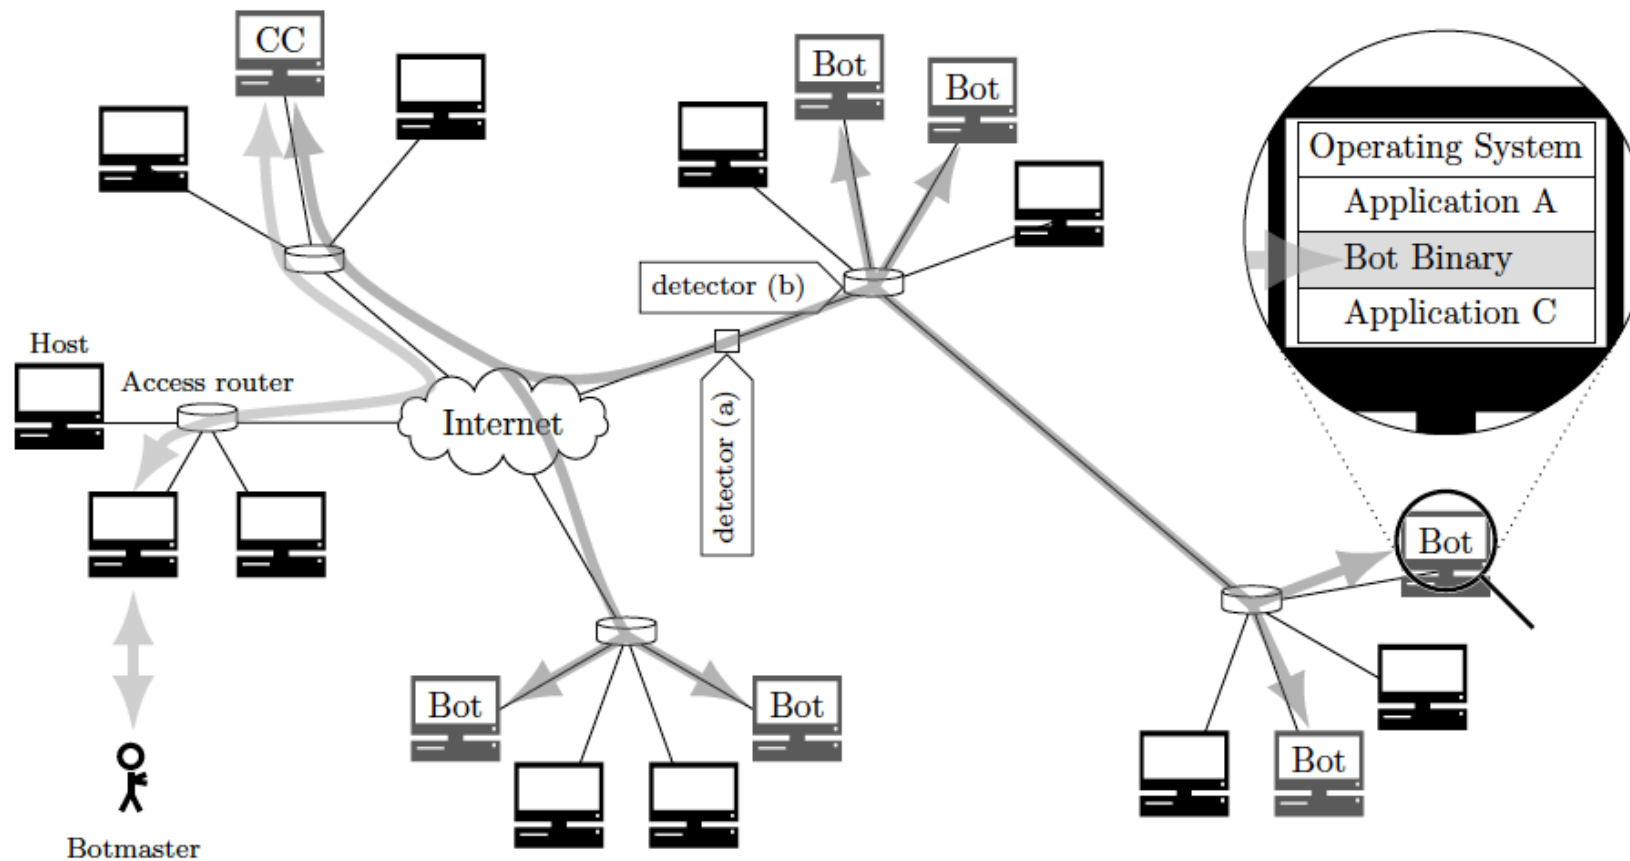 CC
Bot
Bot
Operating System
Application A
Bot Binary
Application C
detector (b)
detector (a)
Host
Access router
Internet
Bot
Bot
Bot
Bot
Botmaster